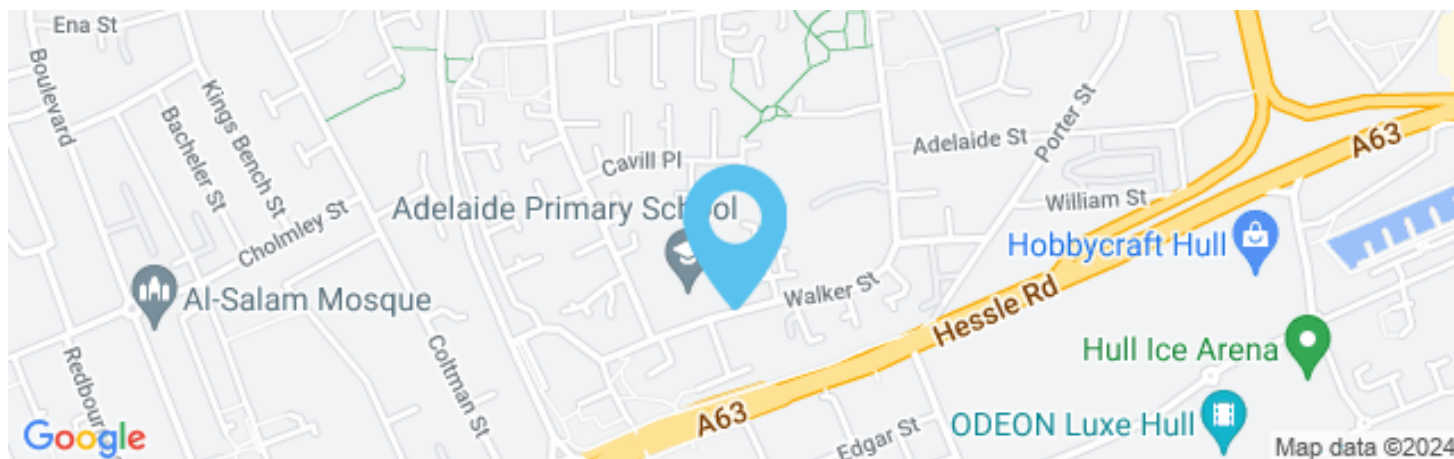 Ena St
Boulevard
Kings Bench St
Bacheler St
Cholmley St
Cavill Pl
Adelaide St
Porter St
A63
William St
Adelaide Primary School
Hobbycraft Hull
Al-Salam Mosque
Walker St
Hessle Rd
Hull Ice Arena
Coltman St
A63
Edgar St
ODEON Luxe Hull
Google
Map data ©2024